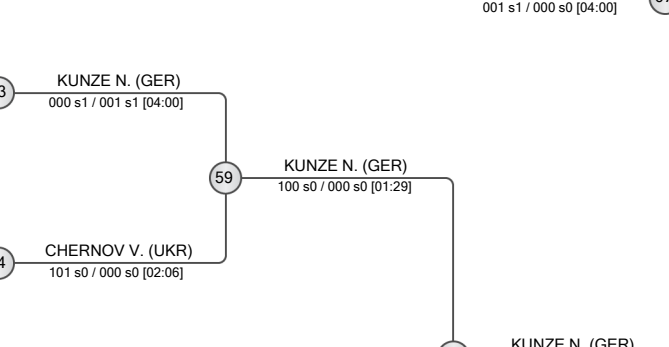 001 s1 / 000 s0 [04:00]
KUNZE N. (GER)
000 s1 / 001 s1 [04:00]
KUNZE N. (GER)
59
100 s0 / 000 s0 [01:29]
CHERNOV V. (UKR)
101 s0 / 000 s0 [02:06]
KUNZE N. (GER)